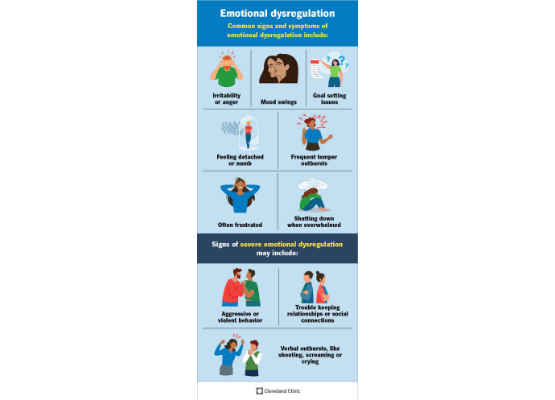 Emotional dysregulation
Common signs and symptoms of
emotional dysregulation include:
Irritability
or anger
Mood swings
Goal setting
issues
Feeling detached
or numb
Frequent temper
outbursts
Often frustrated
Shutting down
when overwhelmed
Signs of severe emotional dysregulation
may include:
Aggressive or
violent behavior
Trouble keeping
relationships or social
connections
Verbal outbursts, like
shouting, screaming or
crying
Cleveland Clinic